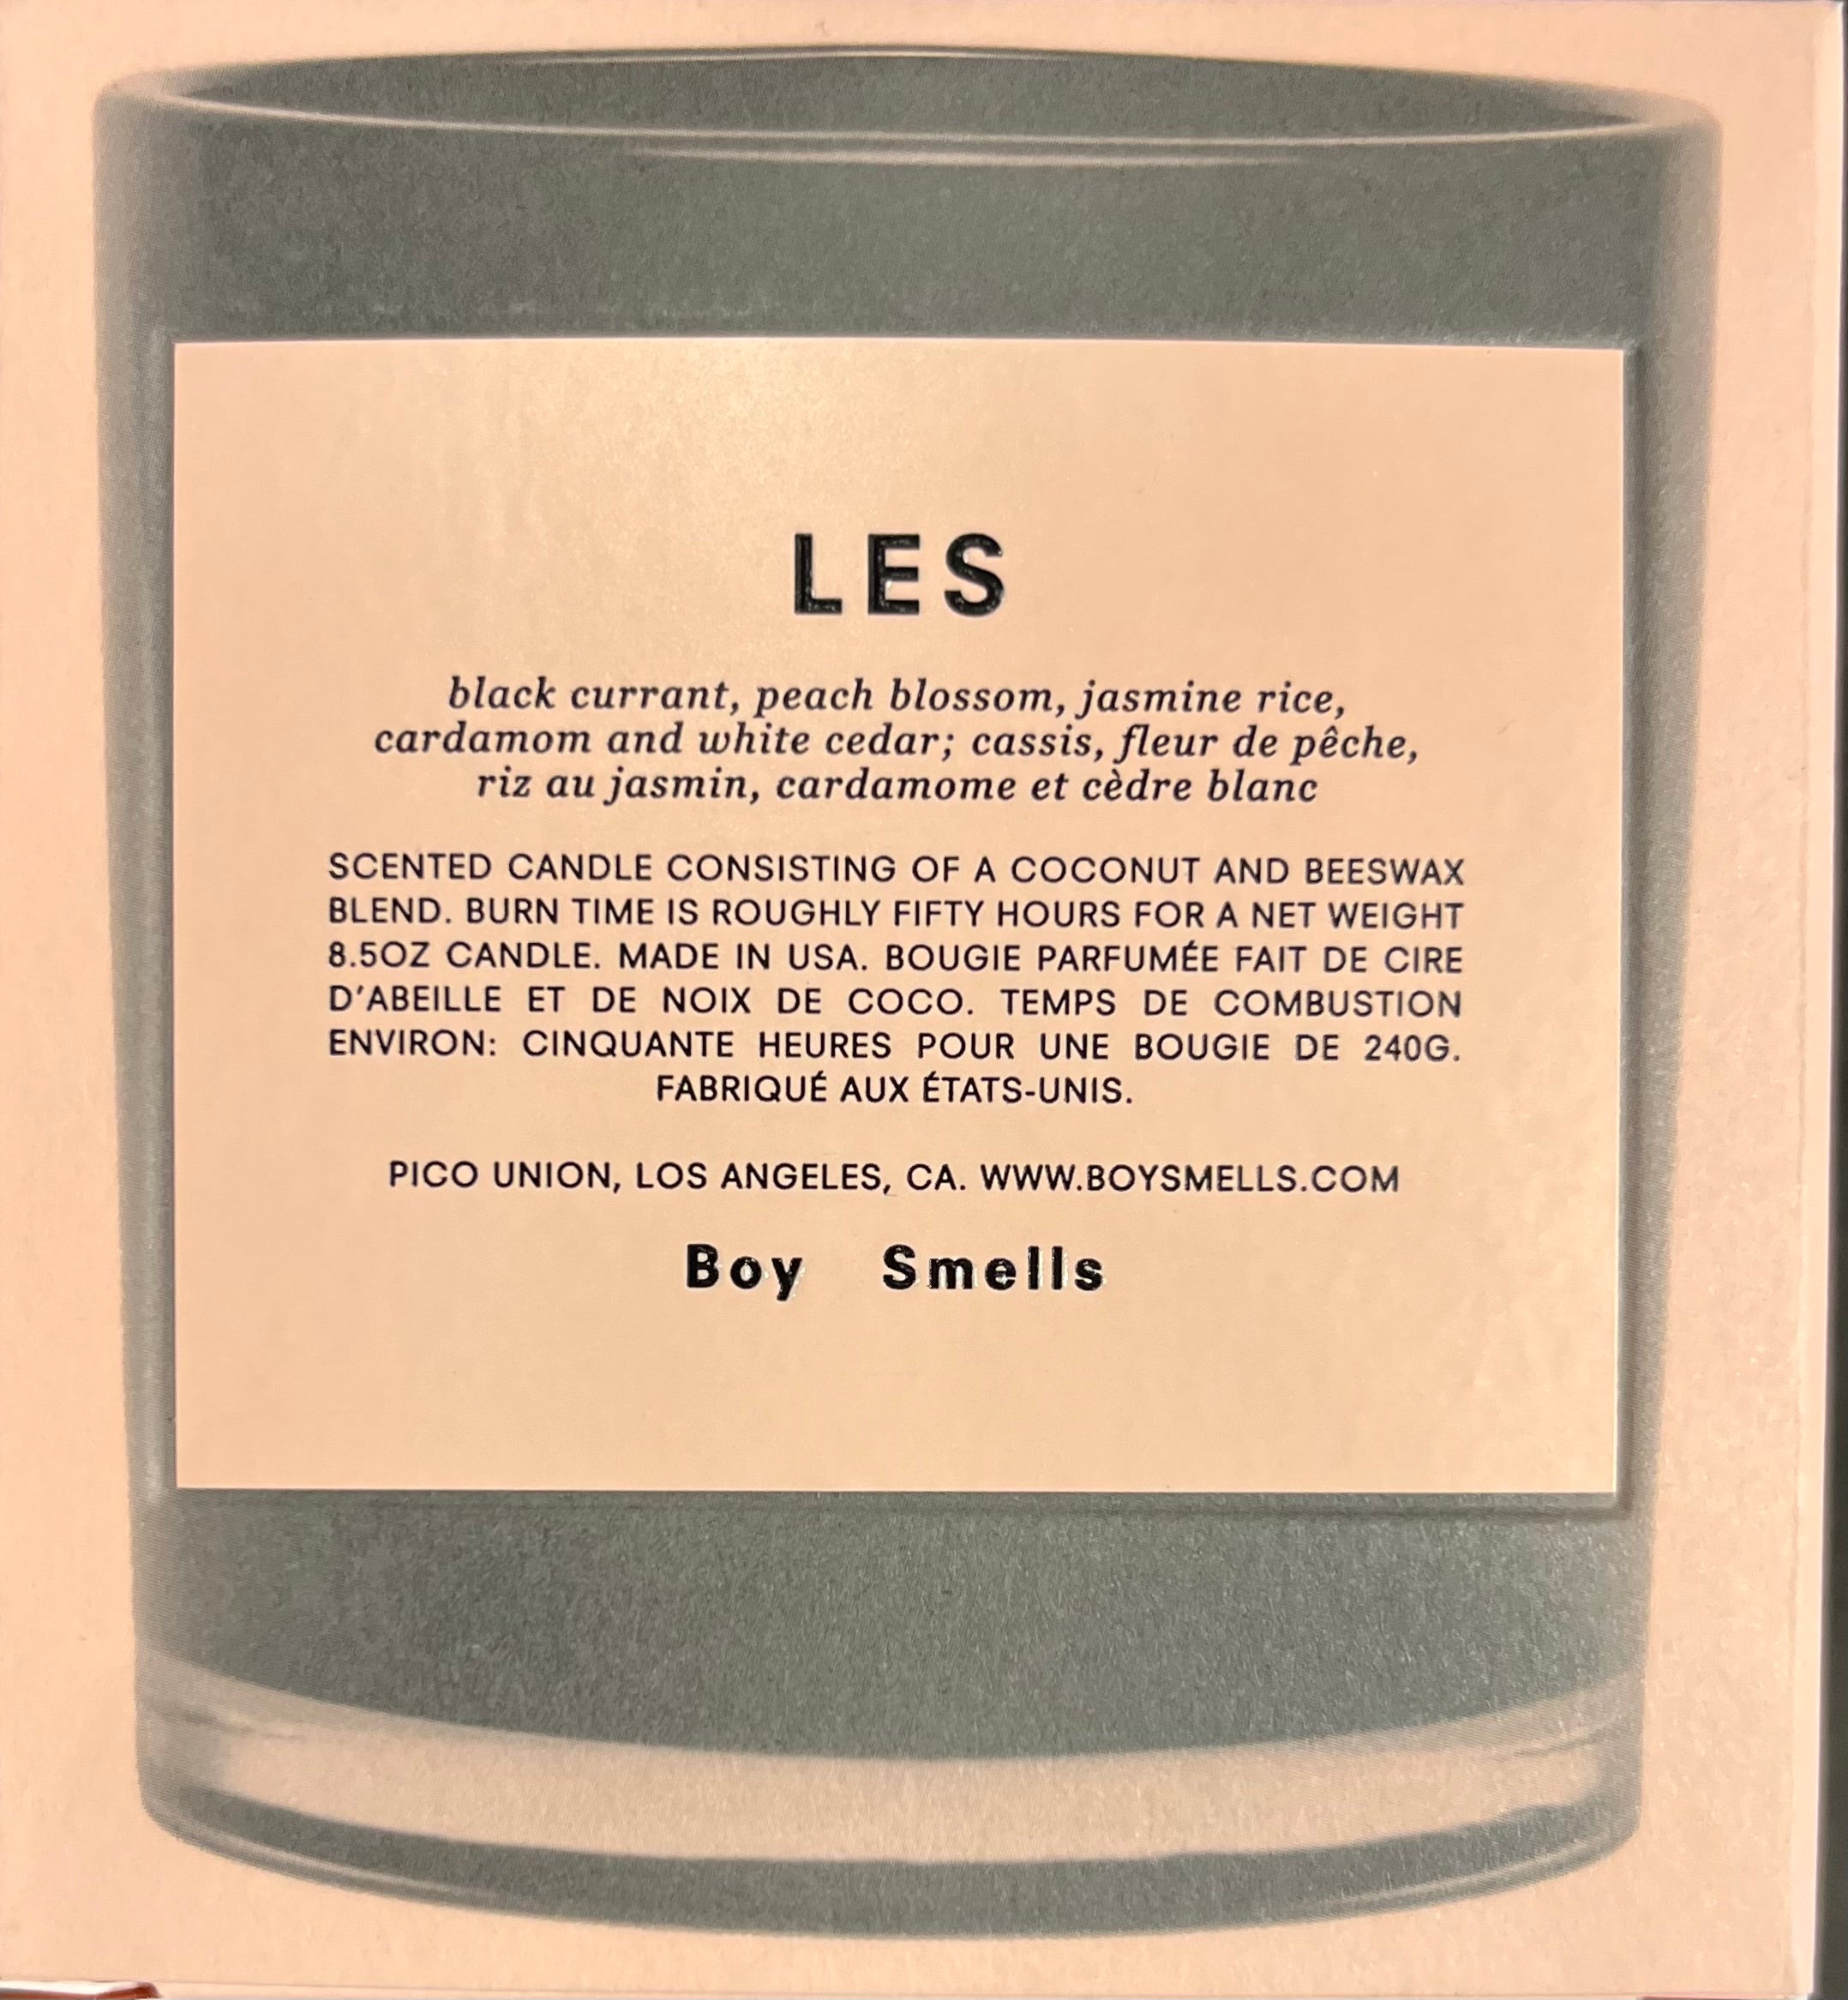 LES
black currant, peach blossom, jasmine rice,
cardamom and white cedar; cassis, fleur de pêche,
riz au jasmin, cardamome et cèdre blanc
SCENTED CANDLE CONSISTING OF A COCONUT AND BEESWAX
BLEND. BURN TIME IS ROUGHLY FIFTY HOURS FOR A NET WEIGHT
8.5OZ CANDLE. MADE IN USA. BOUGIE PARFUMÉE FAIT DE CIRE
D'ABEILLE ET DE NOIX DE COCO. TEMPS DE COMBUSTION
ENVIRON: CINQUANTE HEURES POUR UNE BOUGIE DE 240G.
FABRIQUÉ AUX ÉTATS-UNIS.
PICO UNION, LOS ANGELES, CA. WWW.BOYSMELLS.COM
Boy Smells